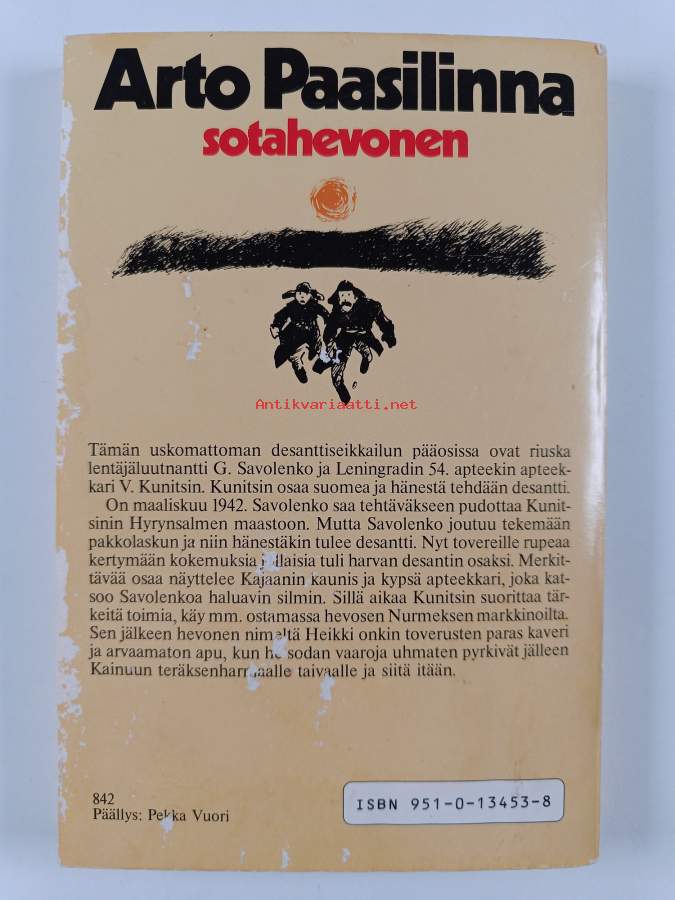 Arto Paasilinna
sotahevonen
Antikvariaatti.net
Tämän uskomattoman desanttiseikkailun pääosissa ovat riuska
lentäjäluutnantti G. Savolenko ja Leningradin 54. apteekin apteek-
kari V. Kunitsin. Kunitsin osaa suomea ja hänestä tehdään desantti.
On maaliskuu 1942. Savolenko saa tehtäväkseen pudottaa Kunit-
sinin Hyrynsalmen maastoon. Mutta Savolenko joutuu tekemään
pakkolaskun ja niin hänestäkin tulee desantti. Nyt tovereille rupeaa
kertymään kokemuksia jollaisia tuli harvan desantin osaksi. Merkit-
tävää osaa näyttelee Kajaanin kaunis ja kypsä apteekkari, joka kat-
soo Savolenkoa haluavin silmin. Sillä aikaa Kunitsin suorittaa tär-
keitä toimia, käy mm. ostamassa hevosen Nurmeksen markkinoilta.
Sen jälkeen hevonen nimeltä Heikki onkin toverusten paras kaveri
ja arvaamaton apu, kun he sodan vaaroja uhmaten pyrkivät jälleen
Kainuun teräksenharmaalle taivaalle ja siitä itään.
842
Päällys: Pekka Vuori
ISBN 951-0-13453-8